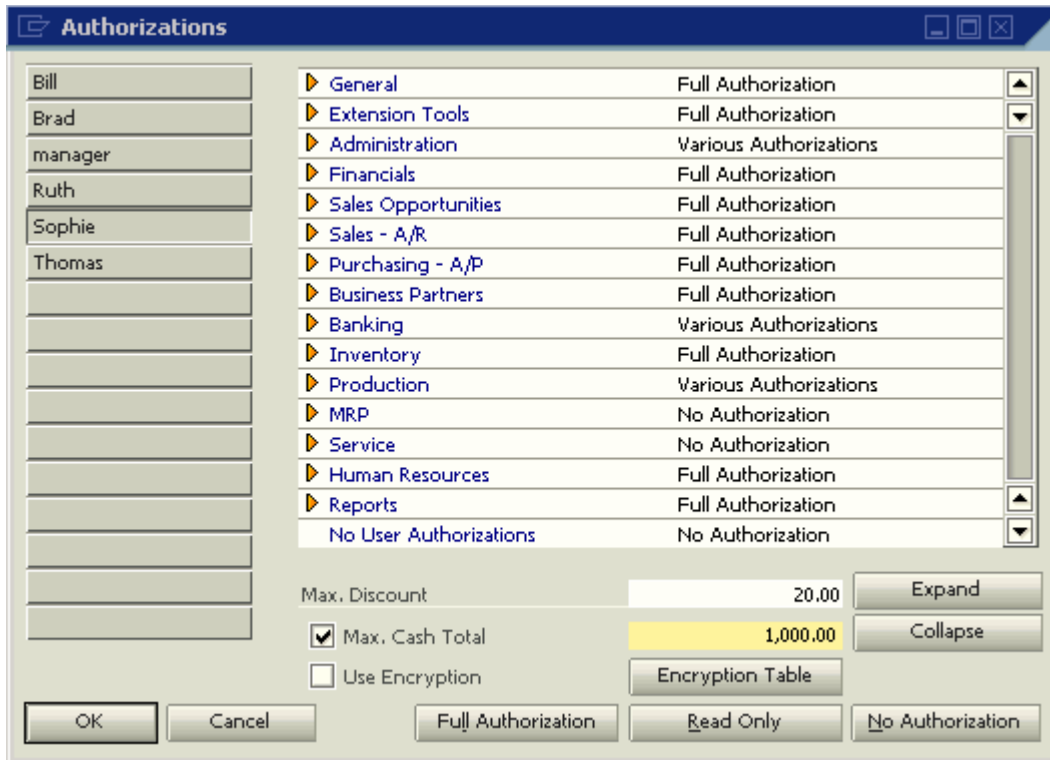 Authorizations
Bill
Brad
manager
Ruth
Sophie
Thomas
General Full Authorization
Extension Tools Full Authorization
Administration Various Authorizations
Financials Full Authorization
Sales Opportunities Full Authorization
Sales - A/R Full Authorization
Purchasing - A/P Full Authorization
Business Partners Full Authorization
Banking Various Authorizations
Inventory Full Authorization
Production Various Authorizations
MRP No Authorization
Service No Authorization
Human Resources Full Authorization
Reports Full Authorization
No User Authorizations No Authorization
Max. Discount 20.00 Expand
Max. Cash Total 1,000.00 Collapse
Use Encryption Encryption Table
OK Cancel Full Authorization Read Only No Authorization